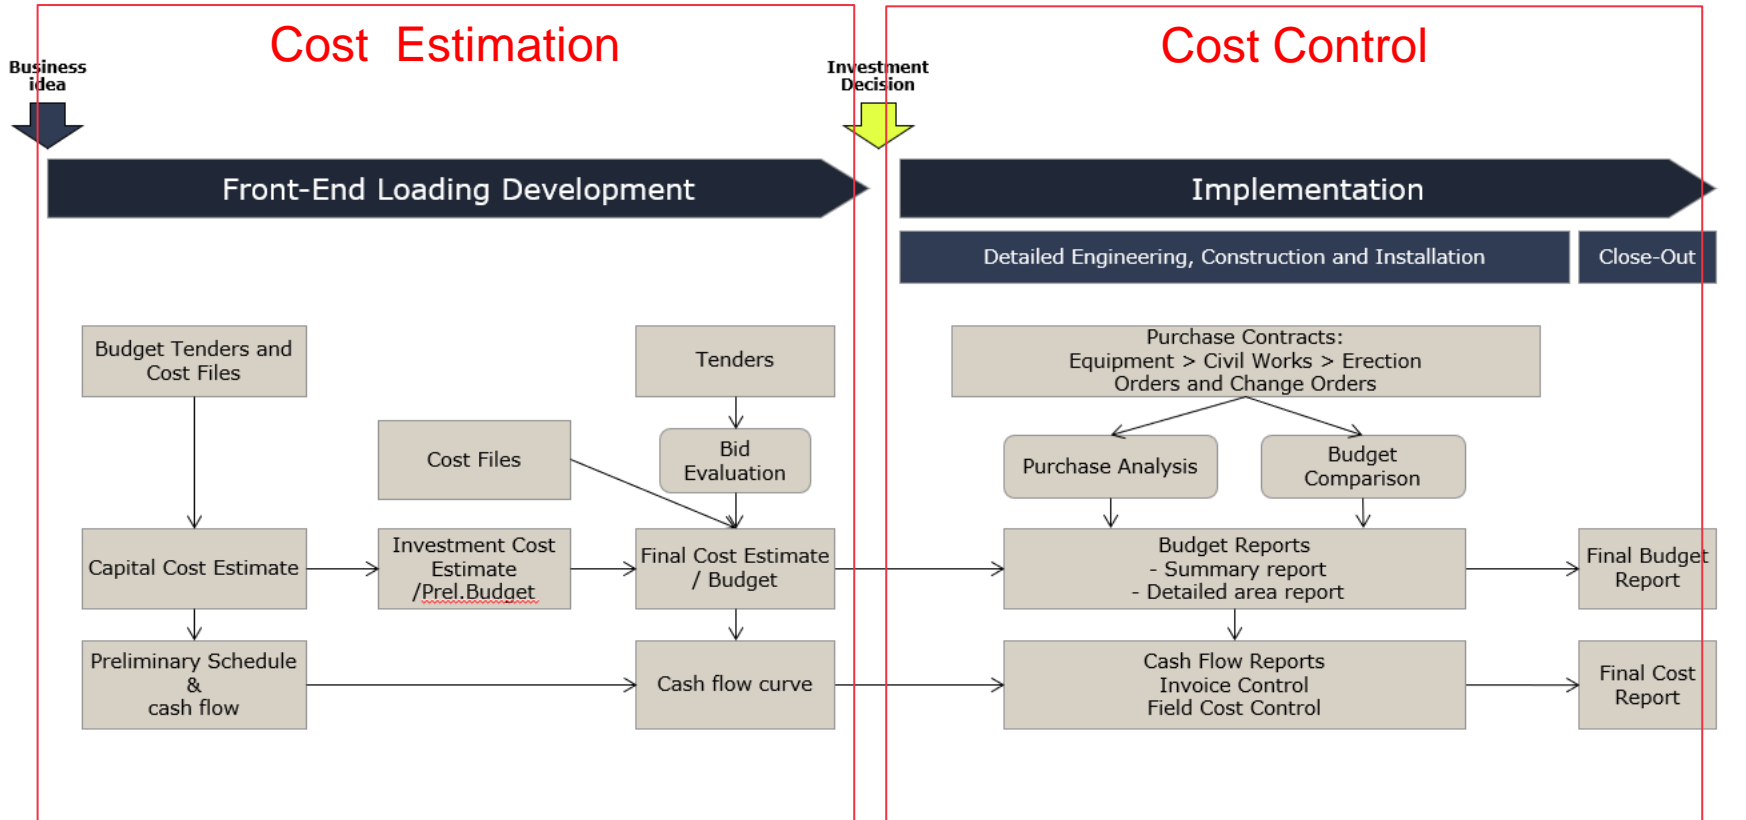 Cost Estimation
Cost Control
Business
idea
Investment
Decision
Front-End Loading Development
Implementation
Detailed Engineering, Construction and Installation
Close-Out
Budget Tenders and
Cost Files
Tenders
Purchase Contracts:
Equipment > Civil Works > Erection
Orders and Change Orders
Cost Files
Bid
Evaluation
Purchase Analysis
Budget
Comparison
Capital Cost Estimate
Investment Cost
Estimate
/Prel.Budget
Final Cost Estimate
/ Budget
Budget Reports
- Summary report
- Detailed area report
Final Budget
Report
Preliminary Schedule
&
cash flow
Cash flow curve
Cash Flow Reports
Invoice Control
Field Cost Control
Final Cost
Report